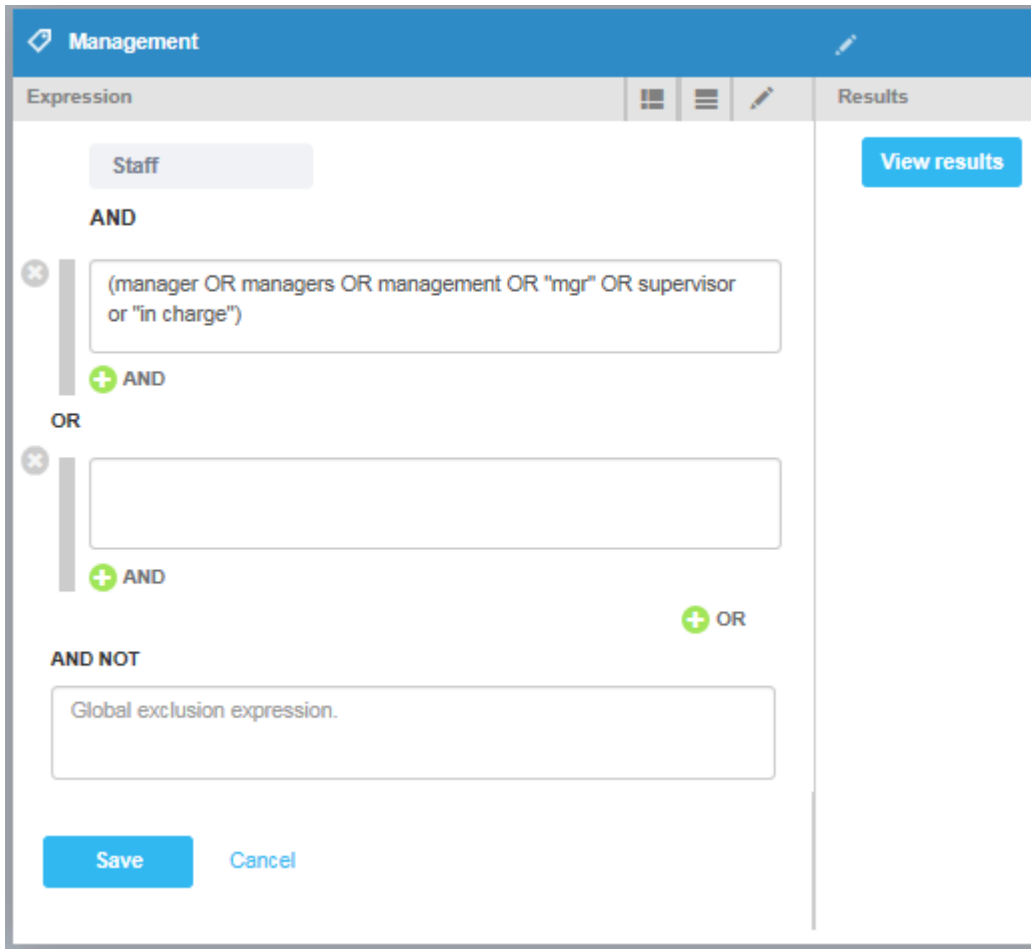 Management
Expression
Results
Staff
View results
AND
(manager OR managers OR management OR "mgr" OR supervisor
or "in charge")
AND
OR
AND
OR
AND NOT
Global exclusion expression.
Save
Cancel